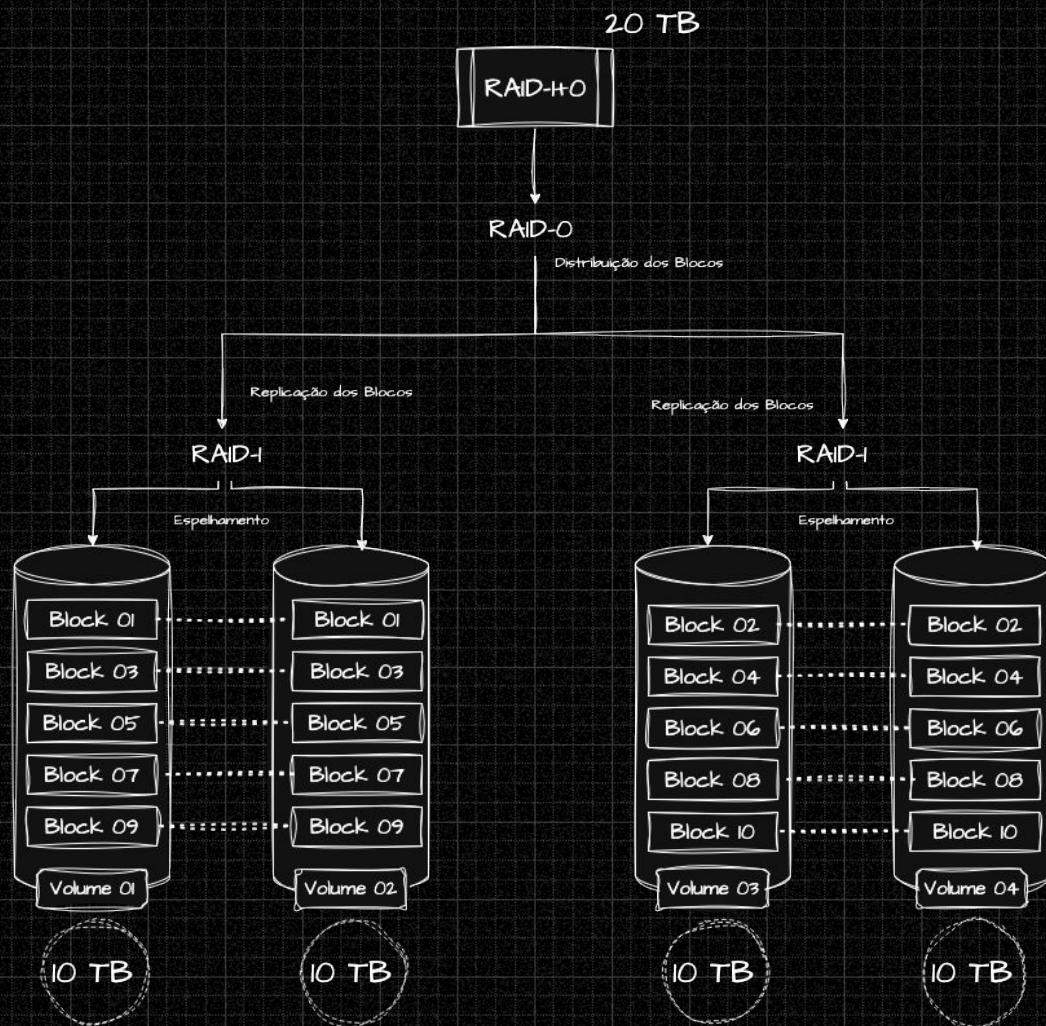 20 TB
RAID-1+0
RAID-0
Distribuição dos Blocos
Replicação dos Blocos
Replicação dos Blocos
RAID-1
RAID-1
Espelhamento
Espelhamento
Block 01
Block 03
Block 05
Block 07
Block 09
Volume 01
10 TB
Block 01
Block 03
Block 05
Block 07
Block 09
Volume 02
10 TB
Block 02
Block 04
Block 06
Block 08
Block 10
Volume 03
10 TB
Block 02
Block 04
Block 06
Block 08
Block 10
Volume 04
10 TB